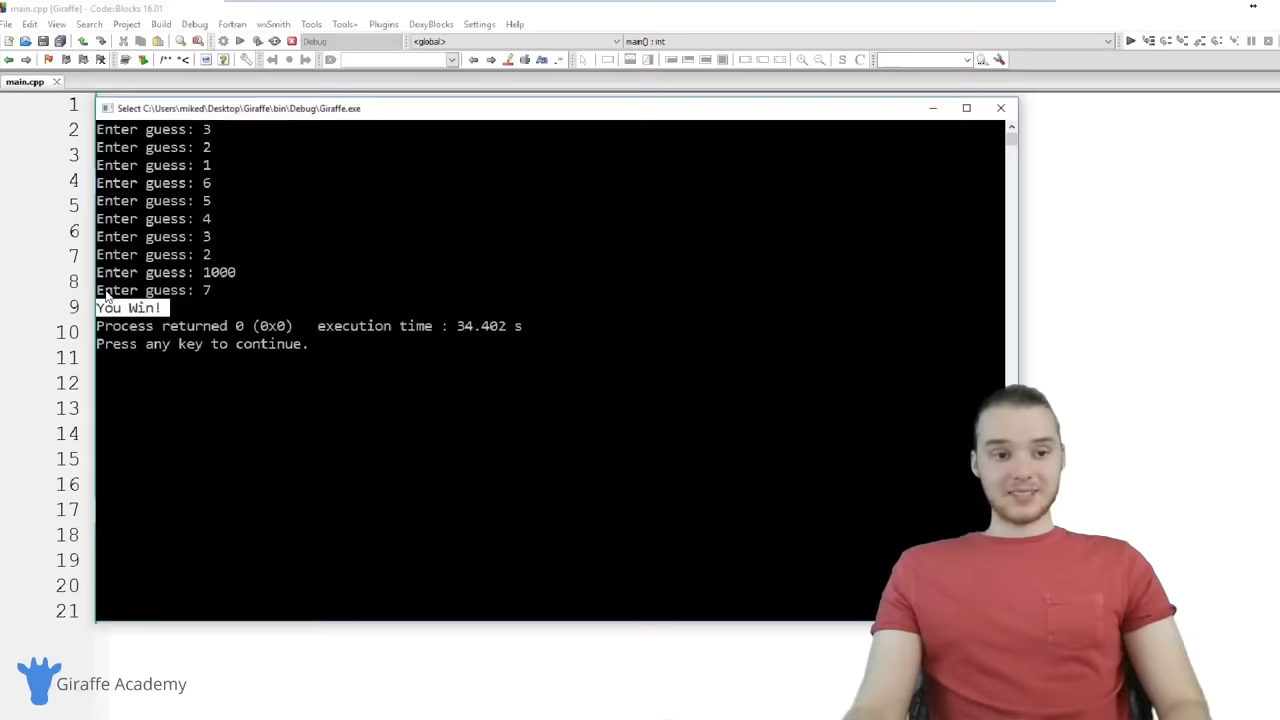 main.cpp [Giraffe] - Code::Blocks 16.01
File Edit View Search Project Build Debug Fortran wxSmith Tools Tools+ Plugins DoxyBlocks Settings Help
Debug <global> main() : int
S C
main.cpp
Select C:\Users\miked\Desktop\Giraffe\bin\Debug\Giraffe.exe
1
2
3
4
5
6
7
8
9
10
11
12
13
14
15
16
17
18
19
20
21
Enter guess: 3
Enter guess: 2
Enter guess: 1
Enter guess: 6
Enter guess: 5
Enter guess: 4
Enter guess: 3
Enter guess: 2
Enter guess: 1000
Enter guess: 7
You Win!
Process returned 0 (0x0)   execution time : 34.402 s
Press any key to continue.
Giraffe Academy